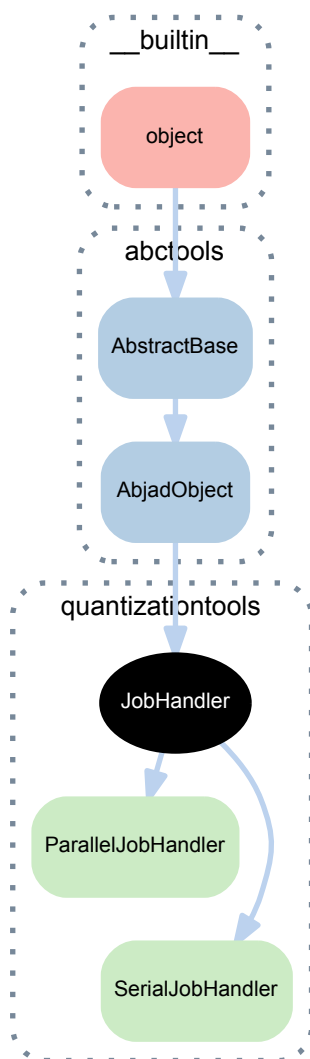 __builtin__
object
abctools
AbstractBase
AbjadObject
quantizationtools
JobHandler
ParallelJobHandler
SerialJobHandler